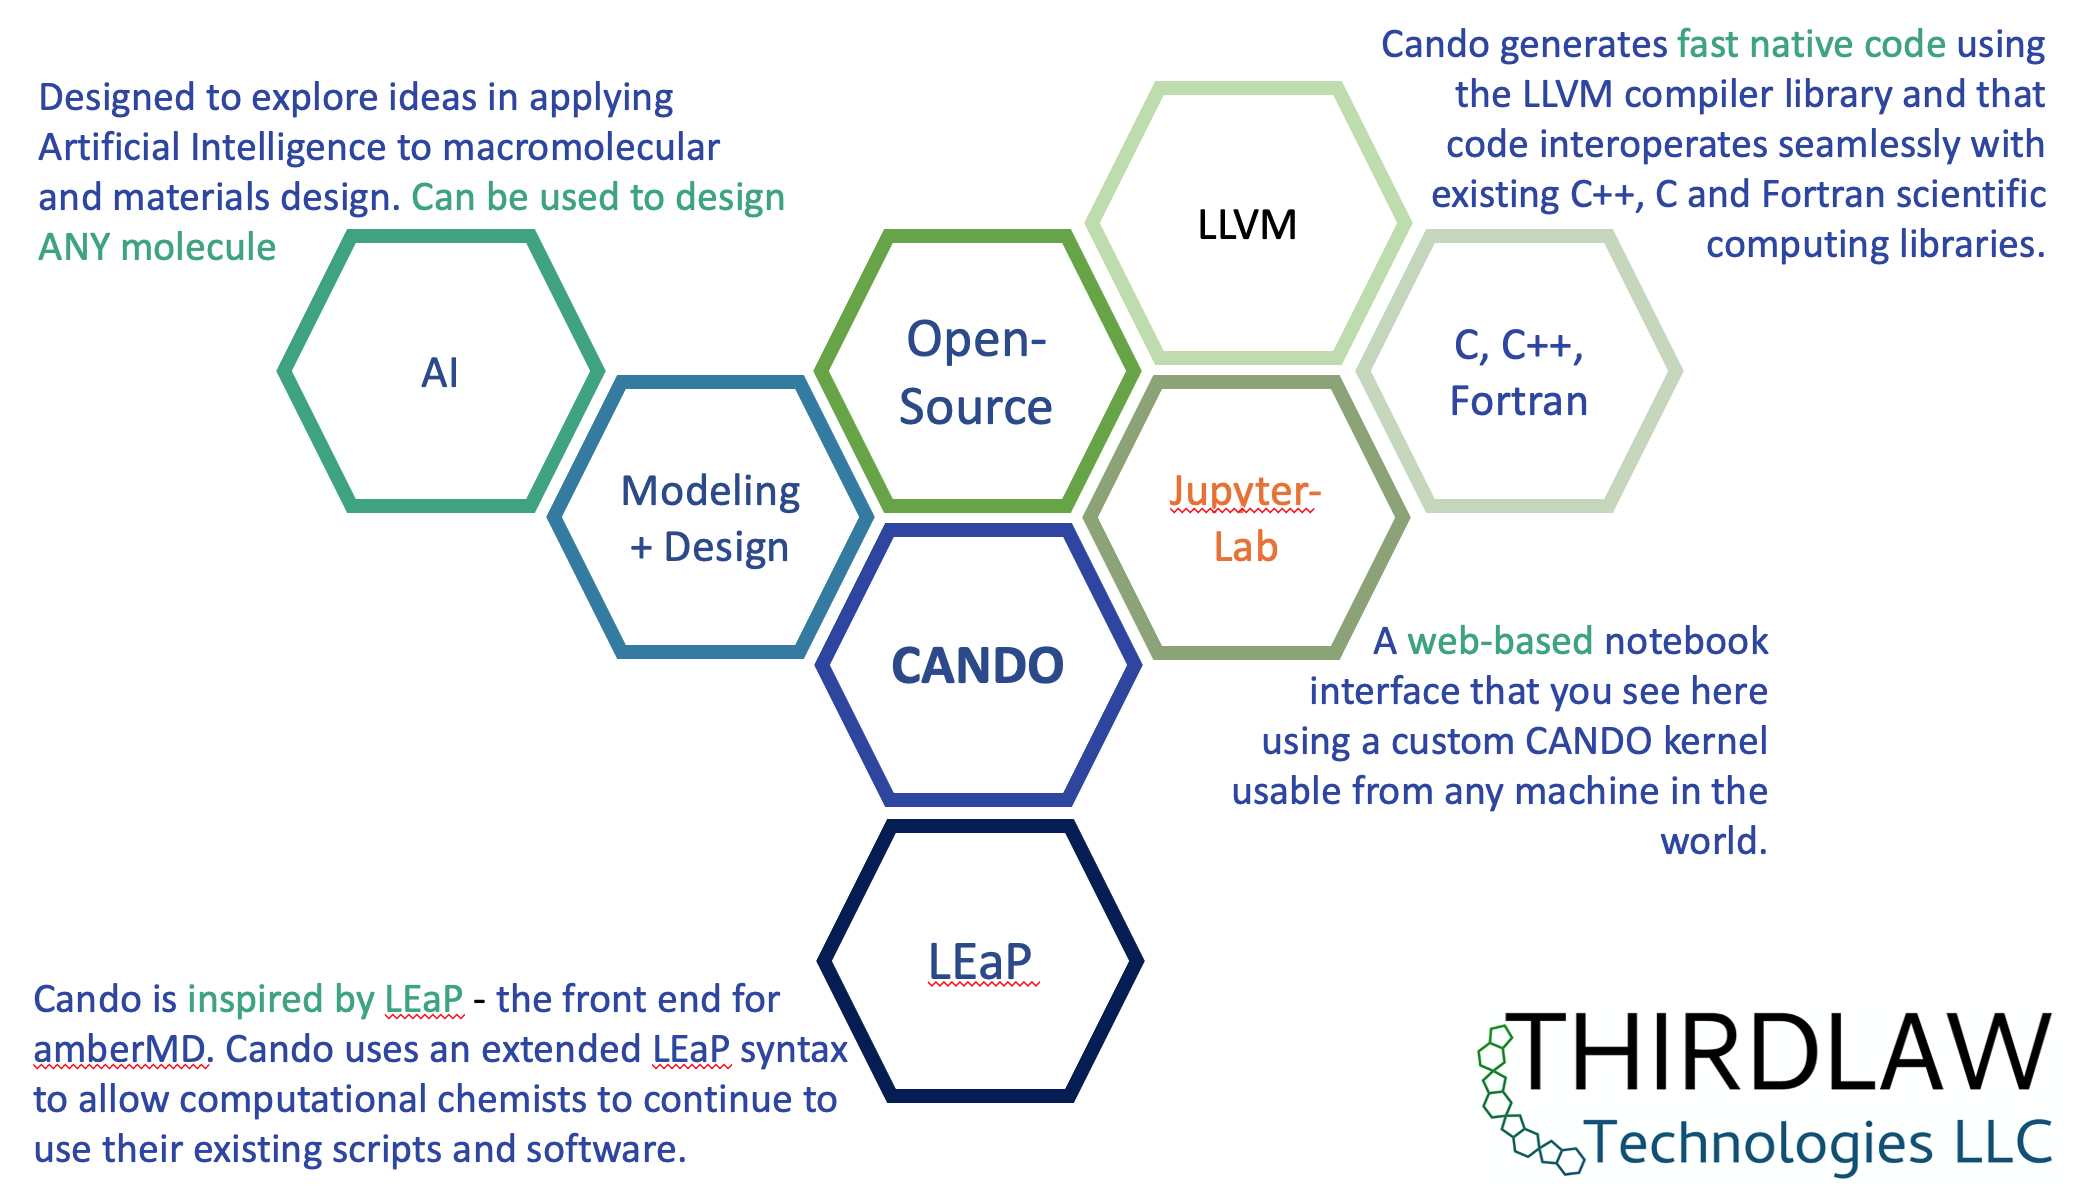 Designed to explore ideas in applying
Artificial Intelligence to macromolecular
and materials design. Can be used to design
ANY molecule
Cando generates fast native code using
the LLVM compiler library and that
code interoperates seamlessly with
existing C++, C and Fortran scientific
computing libraries.
LLVM
AI
Open-
Source
C, C++,
Fortran
Modeling
+ Design
Jupyter-
Lab
CANDO
A web-based notebook
interface that you see here
using a custom CANDO kernel
usable from any machine in the
world.
LEaP
Cando is inspired by LEaP - the front end for
amberMD. Cando uses an extended LEaP syntax
to allow computational chemists to continue to
use their existing scripts and software.
THIRDLAW
Technologies LLC